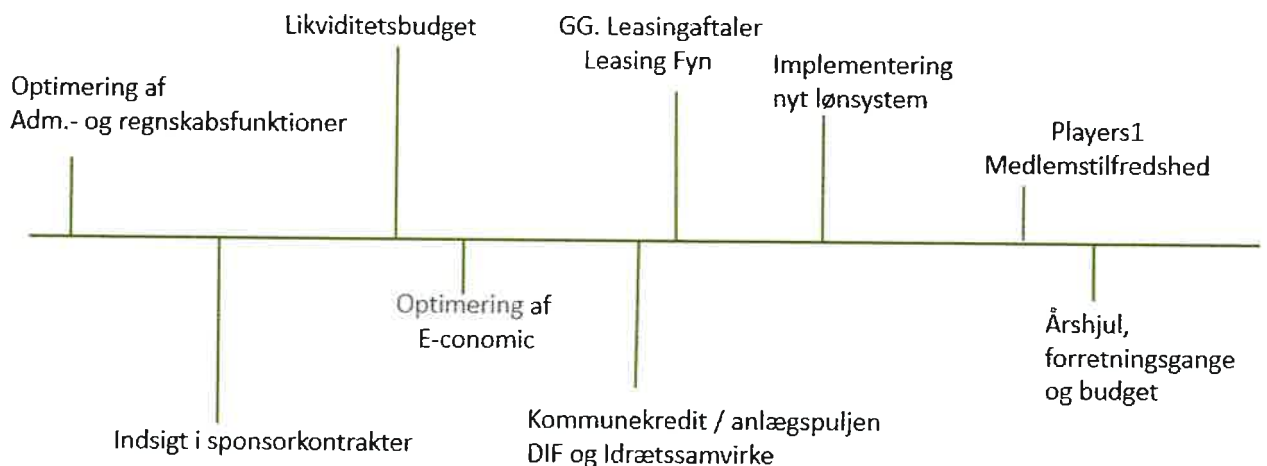 Likviditetsbudget
GG. Leasingaftaler
Leasing Fyn
Implementering
nyt lønsystem
Optimering af
Adm.- og regnskabsfunktioner
Players1
Medlemstilfredshed
Optimering af
E-conomic
Årshjul,
forretningsgange
og budget
Indsigt i sponsorkontrakter
Kommunekredit / anlægspuljen
DIF og Idrætssamvirke